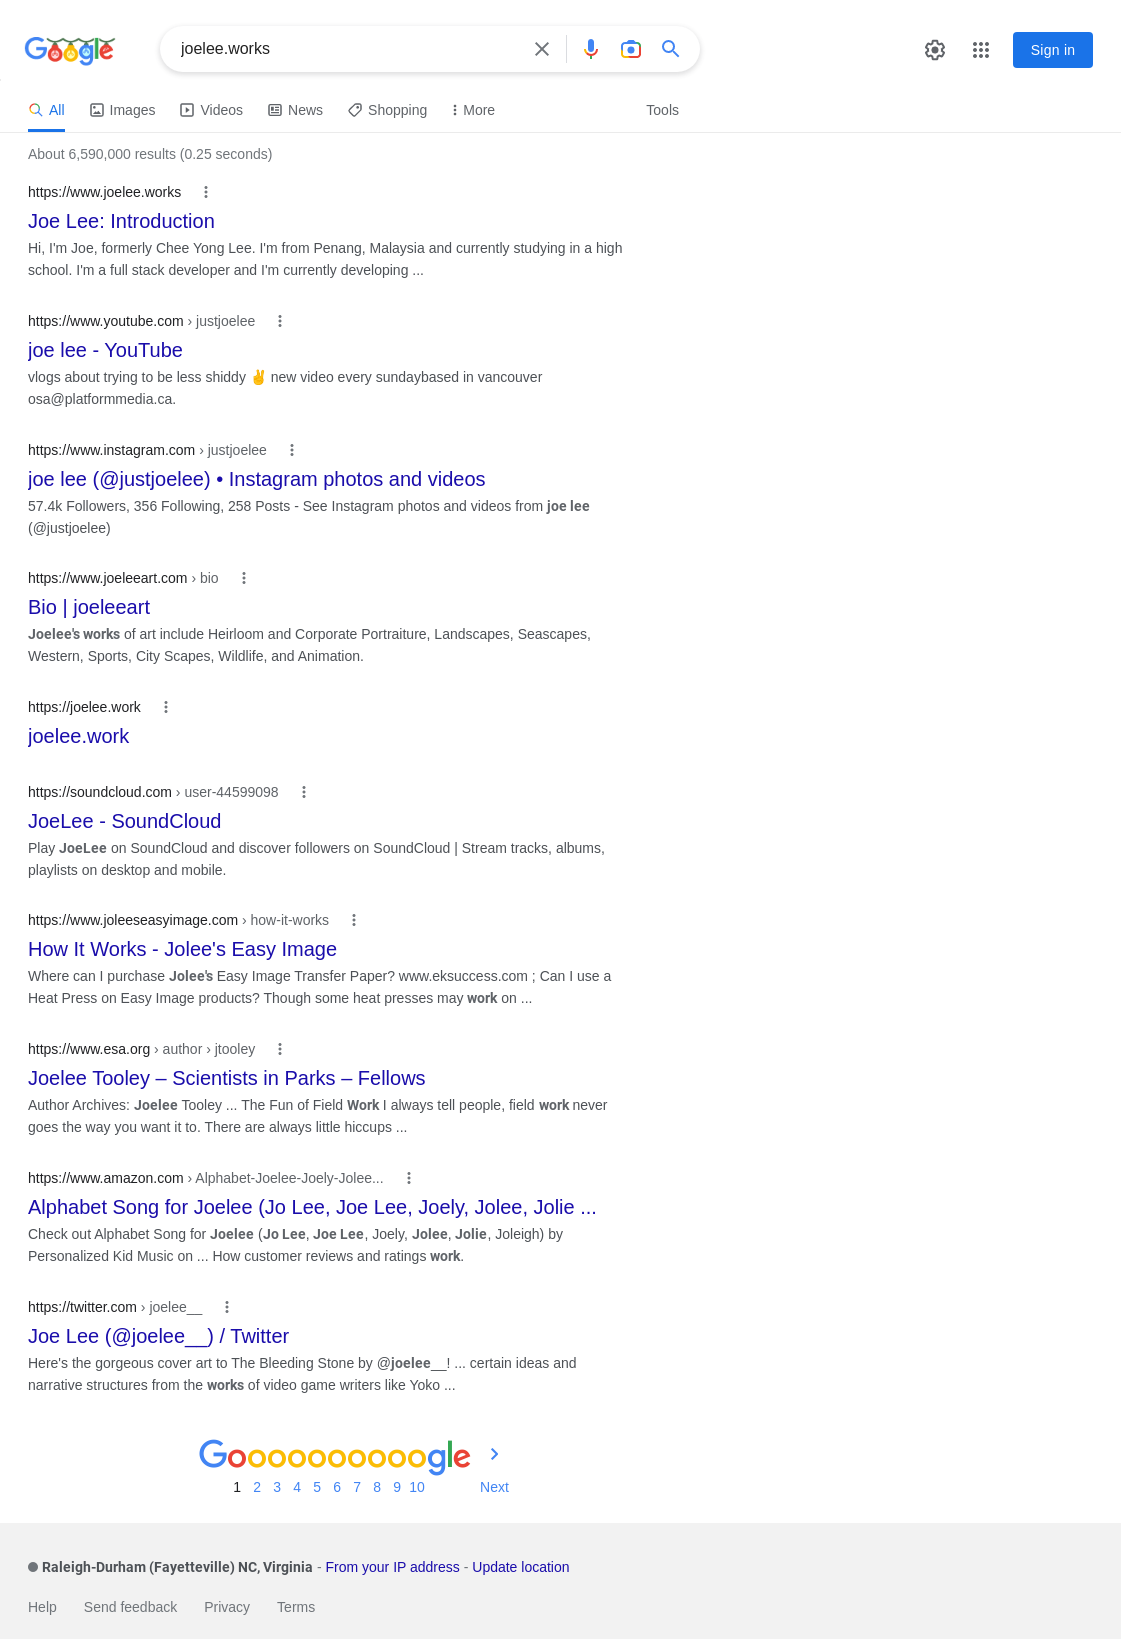 Google
joelee.works
Sign in
All Images Videos News Shopping More Tools
About 6,590,000 results (0.25 seconds)
https://www.joelee.works
Joe Lee: Introduction
Hi, I'm Joe, formerly Chee Yong Lee. I'm from Penang, Malaysia and currently studying in a high
school. I'm a full stack developer and I'm currently developing ...
https://www.youtube.com › justjoelee
joe lee - YouTube
vlogs about trying to be less shiddy ✌ new video every sundaybased in vancouver
osa@platformmedia.ca.
https://www.instagram.com › justjoelee
joe lee (@justjoelee) • Instagram photos and videos
57.4k Followers, 356 Following, 258 Posts - See Instagram photos and videos from joe lee
(@justjoelee)
https://www.joeleeart.com › bio
Bio | joeleeart
Joelee's works of art include Heirloom and Corporate Portraiture, Landscapes, Seascapes,
Western, Sports, City Scapes, Wildlife, and Animation.
https://joelee.work
joelee.work
https://soundcloud.com › user-44599098
JoeLee - SoundCloud
Play JoeLee on SoundCloud and discover followers on SoundCloud | Stream tracks, albums,
playlists on desktop and mobile.
https://www.joleeseasyimage.com › how-it-works
How It Works - Jolee's Easy Image
Where can I purchase Jolee's Easy Image Transfer Paper? www.eksuccess.com ; Can I use a
Heat Press on Easy Image products? Though some heat presses may work on ...
https://www.esa.org › author › jtooley
Joelee Tooley – Scientists in Parks – Fellows
Author Archives: Joelee Tooley ... The Fun of Field Work I always tell people, field work never
goes the way you want it to. There are always little hiccups ...
https://www.amazon.com › Alphabet-Joelee-Joely-Jolee...
Alphabet Song for Joelee (Jo Lee, Joe Lee, Joely, Jolee, Jolie ...
Check out Alphabet Song for Joelee (Jo Lee, Joe Lee, Joely, Jolee, Jolie, Joleigh) by
Personalized Kid Music on ... How customer reviews and ratings work.
https://twitter.com › joelee__
Joe Lee (@joelee__) / Twitter
Here's the gorgeous cover art to The Bleeding Stone by @joelee__! ... certain ideas and
narrative structures from the works of video game writers like Yoko ...
Goooooooooogle
1 2 3 4 5 6 7 8 9 10 Next
Raleigh-Durham (Fayetteville) NC, Virginia - From your IP address - Update location
Help Send feedback Privacy Terms